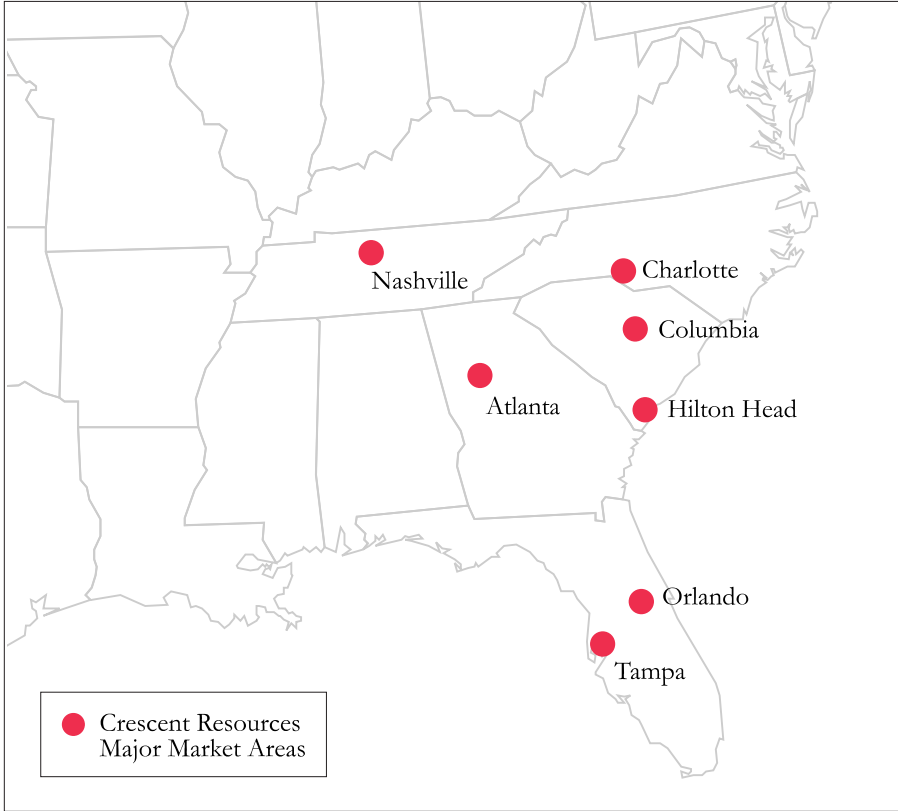 Nashville
Charlotte
Columbia
Atlanta
Hilton Head
Orlando
Tampa
Crescent Resources
Major Market Areas